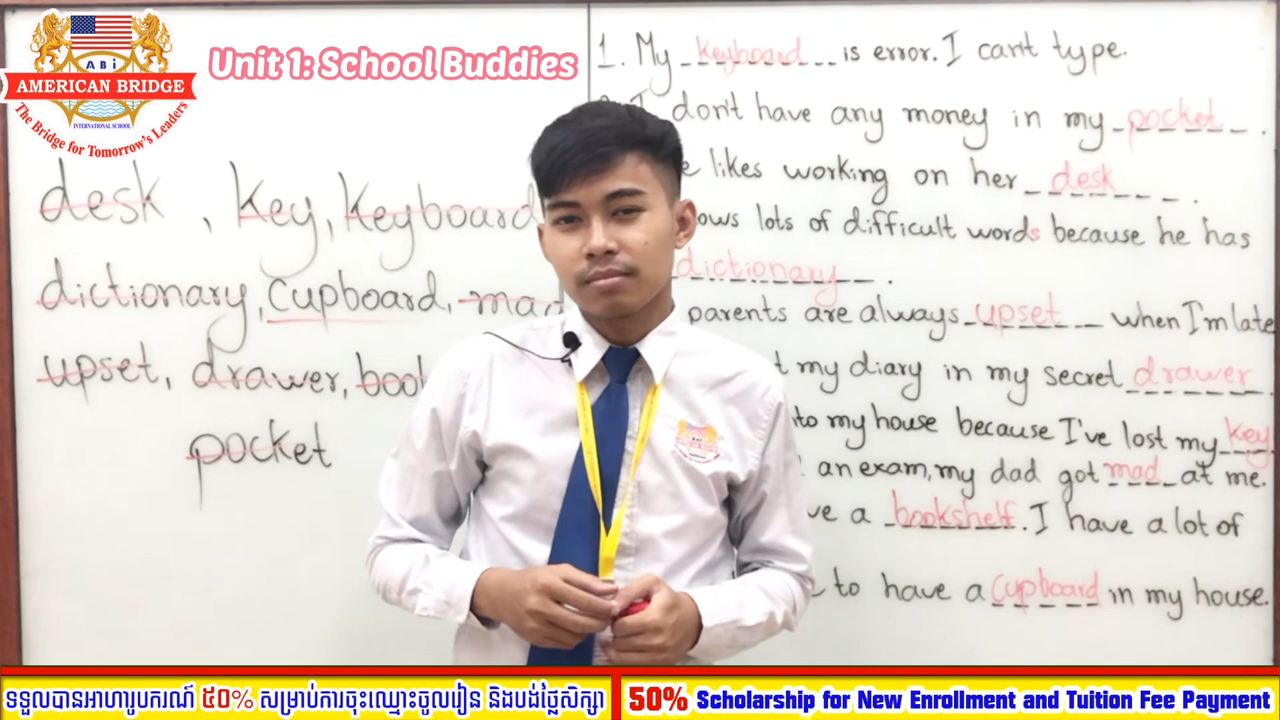 ABi
AMERICAN BRIDGE
INTERNATIONAL SCHOOL
The Bridge for Tomorrow's Leaders
Unit 1: School Buddies
desk, key, keyboard
dictionary, cupboard, mad
upset, drawer, book
pocket
1. My keyboard is error. I can't type.
I don't have any money in my pocket.
likes working on her desk.
lots of difficult words because he has
dictionary.
parents are always upset when I'm late
my diary in my secret drawer.
to my house because I've lost my key
an exam, my dad got mad at me.
a bookshelf. I have a lot of
to have a cupboard in my house.
ទទួលបានអាហារូបករណ៍ ៥០% សម្រាប់ការចុះឈ្មោះចូលរៀន និងបង់ថ្លៃសិក្សា
50% Scholarship for New Enrollment and Tuition Fee Payment